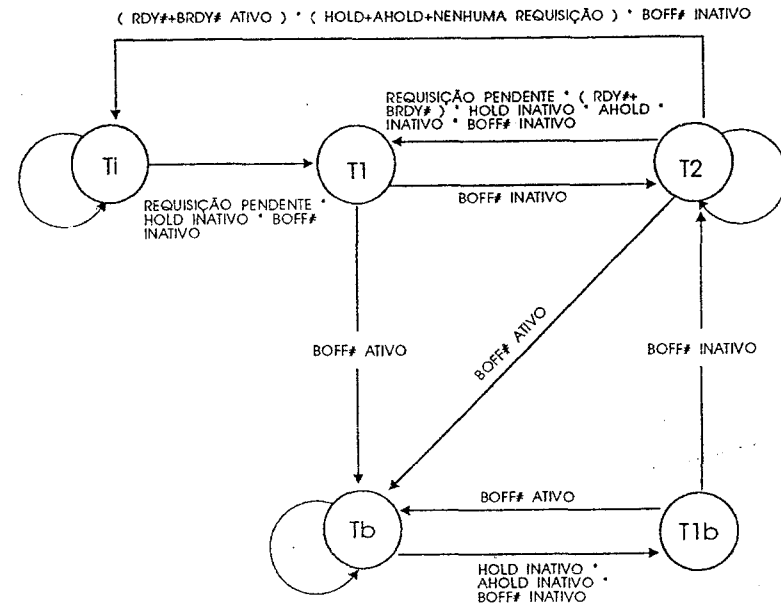 ( RDY#+BRDY# ATIVO ) * ( HOLD+AHOLD+NENHUMA REQUISIÇÃO ) * BOFF# INATIVO
REQUISIÇÃO PENDENTE * ( RDY#+
BRDY# ) * HOLD INATIVO * AHOLD *
INATIVO * BOFF# INATIVO
Ti
T1
T2
REQUISIÇÃO PENDENTE *
HOLD INATIVO * BOFF#
INATIVO
BOFF# INATIVO
BOFF# ATIVO
BOFF# ATIVO
BOFF# INATIVO
Tb
BOFF# ATIVO
T1b
HOLD INATIVO *
AHOLD INATIVO *
BOFF# INATIVO